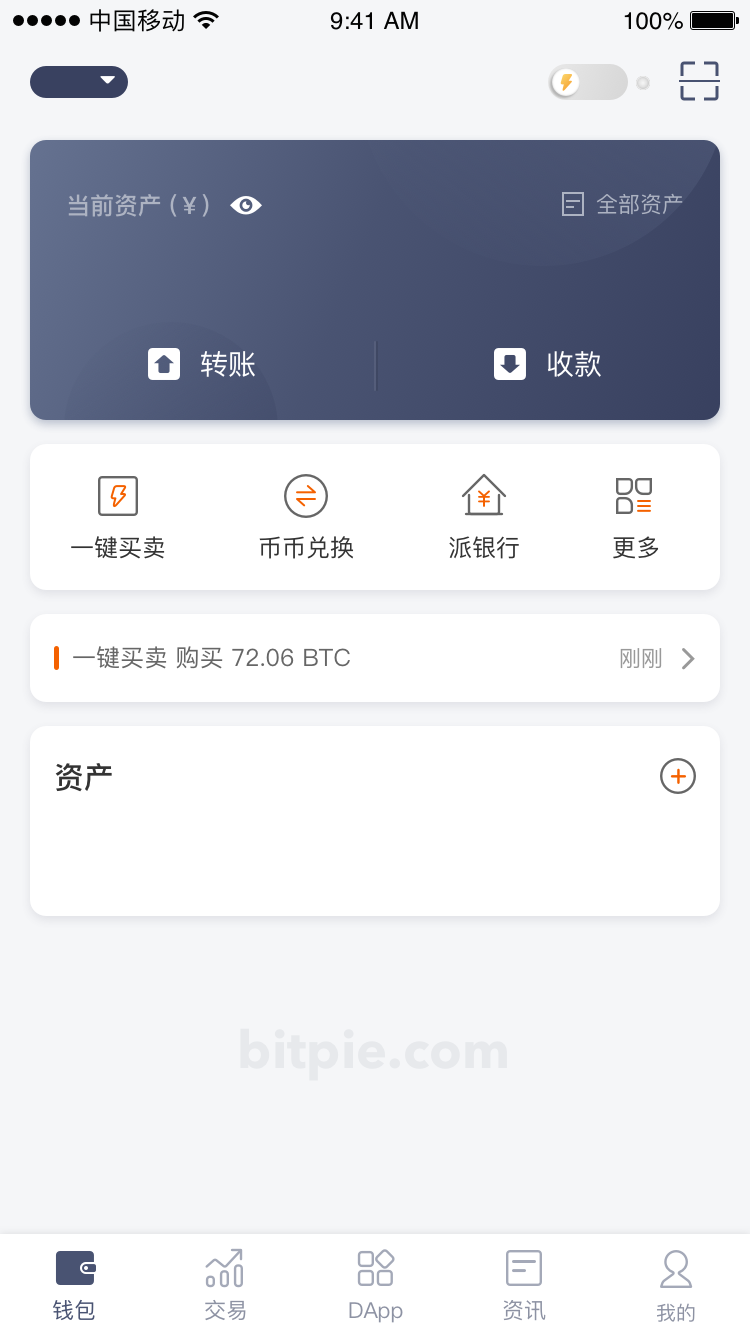 中国移动 9:41 AM 100%
当前资产 (￥) 全部资产
转账 收款
一键买卖 币币兑换 派银行 更多
一键买卖 购买 72.06 BTC 刚刚
资产
bitpie.com
钱包 交易 DApp 资讯 我的